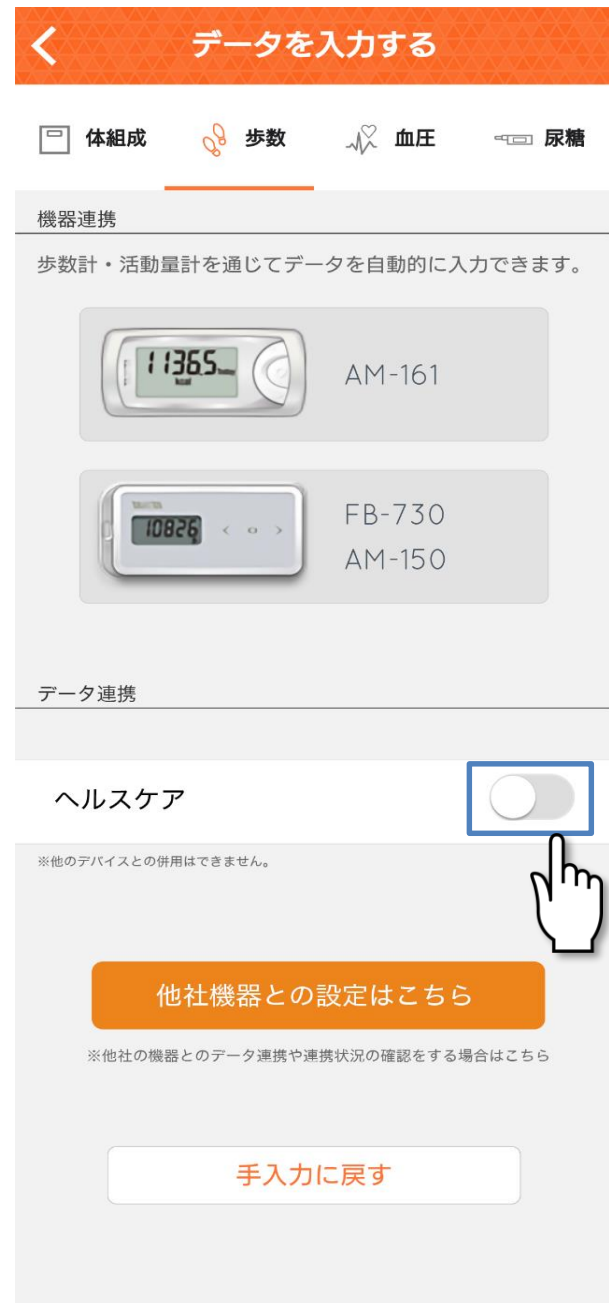 データを入力する
体組成
歩数
血圧
尿糖
機器連携
歩数計・活動量計を通じてデータを自動的に入力できます。
11365
kcal
AM-161
TANITA
10826
FB-730
AM-150
データ連携
ヘルスケア
※他のデバイスとの併用はできません。
他社機器との設定はこちら
※他社の機器とのデータ連携や連携状況の確認をする場合はこちら
手入力に戻す